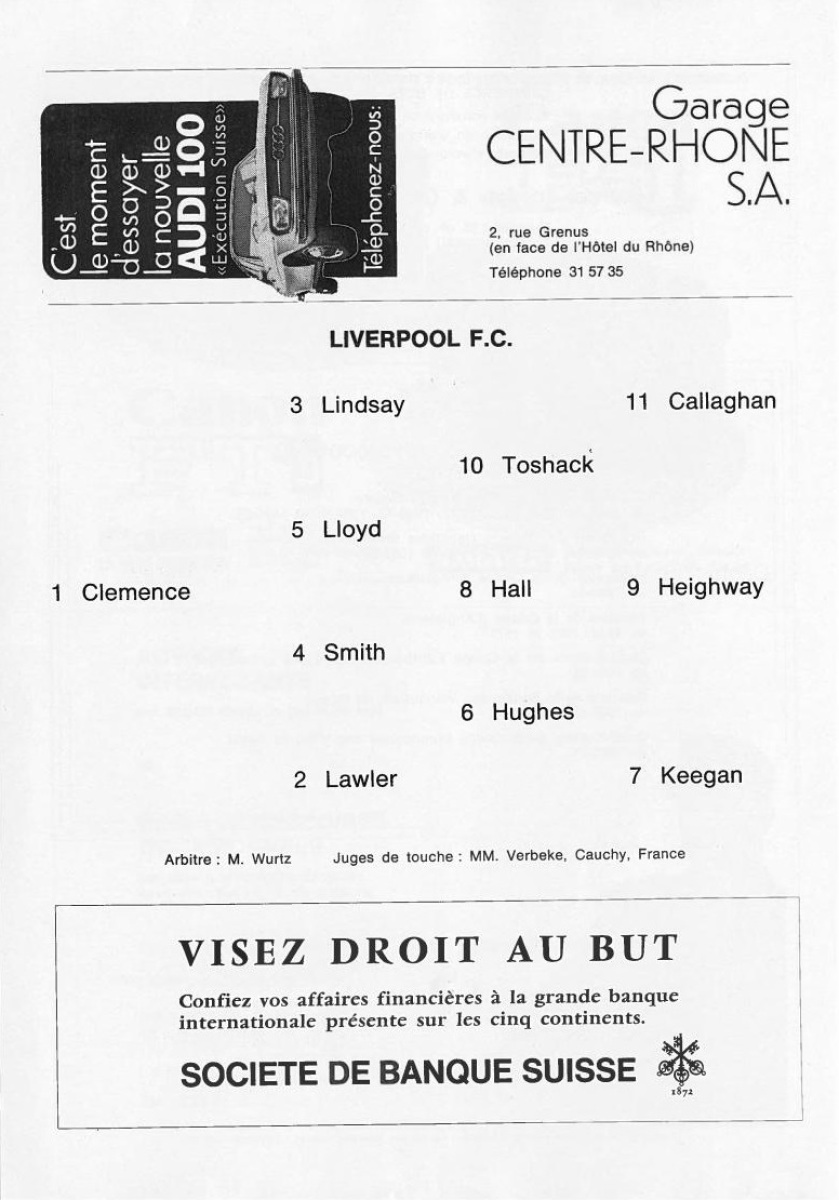 C'est
le moment
d'essayer
la nouvelle
AUDI 100
«Exécution Suisse»
Téléphonez-nous:
Garage
CENTRE-RHONE
S.A.
2, rue Grenus
(en face de l'Hôtel du Rhône)
Téléphone 31 57 35
LIVERPOOL F.C.
3 Lindsay
11 Callaghan
10 Toshack
5 Lloyd
1 Clemence
8 Hall
9 Heighway
4 Smith
6 Hughes
2 Lawler
7 Keegan
Arbitre : M. Wurtz Juges de touche : MM. Verbeke, Cauchy, France
VISEZ DROIT AU BUT
Confiez vos affaires financières à la grande banque
internationale présente sur les cinq continents.
SOCIETE DE BANQUE SUISSE
1872